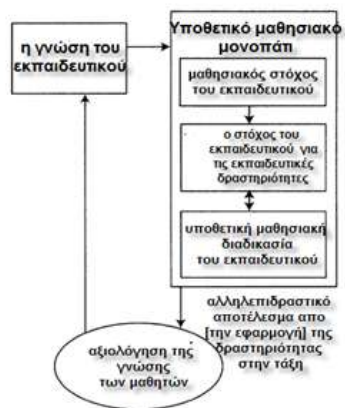 η γνώση του
εκπαιδευτικού
Υποθετικό μαθησιακό
μονοπάτι
μαθησιακός στόχος
του εκπαιδευτικού
ο στόχος του
εκπαιδευτικού για
τις εκπαιδευτικές
δραστηριότητες
υποθετική μαθησιακή
διαδικασία
του εκπαιδευτικού
αλληλεπιδραστικό
αποτέλεσμα απο
[την εφαρμογή] της
δραστηριότητας
στην τάξη
αξιολόγηση της
γνώσης
των μαθητών